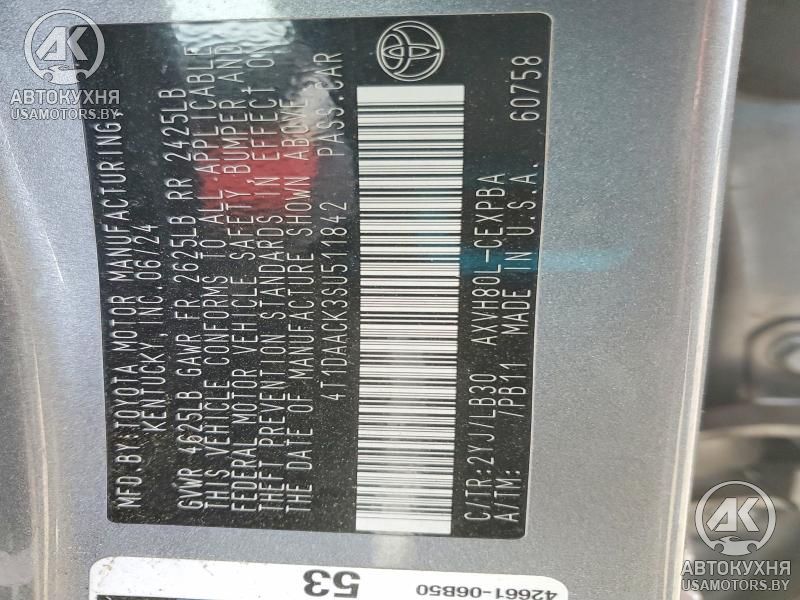 MFD BY:TOYOTA MOTOR MANUFACTURING,
KENTUCKY, INC.06/24
GVWR 4625LB GAWR FR 2625LB RR 2425LB
THIS VEHICLE CONFORMS TO ALL APPLICABLE
FEDERAL MOTOR VEHICLE SAFETY, BUMPER, AND
THEFT PREVENTION STANDARDS IN EFFECT ON
THE DATE OF MANUFACTURE SHOWN ABOVE.
4T1DAACK3SU511842 PASS.CAR
C/TR:2YJ/LB30 AXVH80L-CEXPBA
A/TM: /PB11 MADE IN U.S.A. 60758
53
42661-06B50
АК
АВТОКУХНЯ
USAMOTORS.BY
АК
АВТОКУХНЯ
USAMOTORS.BY